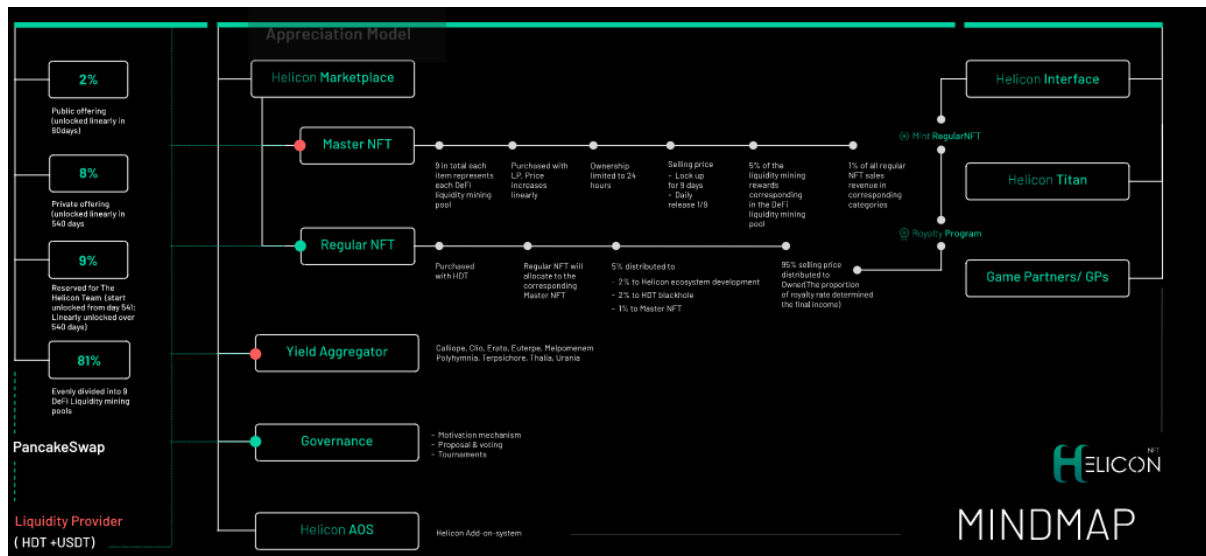 Appreciation Model
2%
Public offering
(unlocked linearly in
60days)
8%
Private offering
(unlocked linearly in
540 days
9%
Reserved for The
Helicon Team (start
unlocked from day 541;
Linearly unlocked over
540 days)
81%
Evenly divided into 9
DeFi Liquidity mining
pools
PancakeSwap
Liquidity Provider
( HDT +USDT)
Helicon Marketplace
Master NFT
9 in total each
item represents
each DeFi
liquidity mining
pool
Purchased with
LP, Price
increases
linearly
Ownership
limited to 24
hours
Selling price
- Lock up
for 9 days
- Daily
release 1/9
5% of the
liquidity mining
rewards
corresponding
in the DeFi
liquidity mining
pool
1% of all regular
NFT sales
revenue in
corresponding
categories
Regular NFT
Purchased
with HDT
Regular NFT will
allocate to the
corresponding
Master NFT
5% distributed to
- 2% to Helicon ecosystem development
- 2% to HDT blackhole
- 1% to Master NFT
95% selling price
distributed to
Owner(The proportion
of royalty rate determined
the final income)
Yield Aggregator
Calliope, Clio, Erato, Euterpe, Melpomenem
Polyhymnia, Terpsichore, Thalia, Urania
Governance
- Motivation mechanism
- Proposal & voting
- Tournaments
Helicon AOS
Helicon Add-on-system
Mint RegularNFT
Royalty Program
Helicon Interface
Helicon Titan
Game Partners/ GPs
HELICON
NFT
MINDMAP